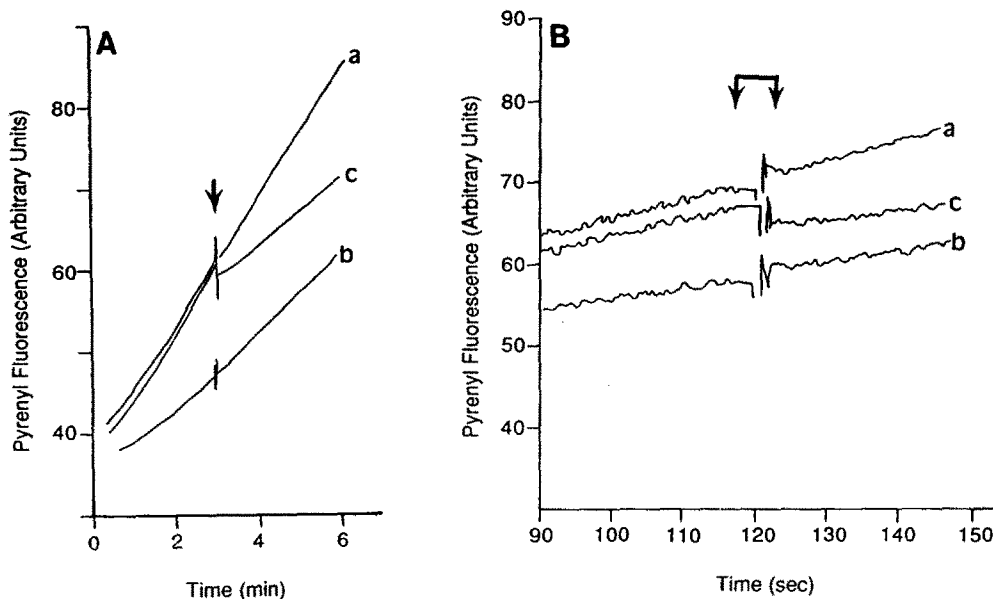 A
Pyrenyl Fluorescence (Arbitrary Units)
80
60
40
0 2 4 6
Time (min)
a
c
b
B
Pyrenyl Fluorescence (Arbitrary Units)
90
80
70
60
50
40
90 100 110 120 130 140 150
Time (sec)
a
c
b